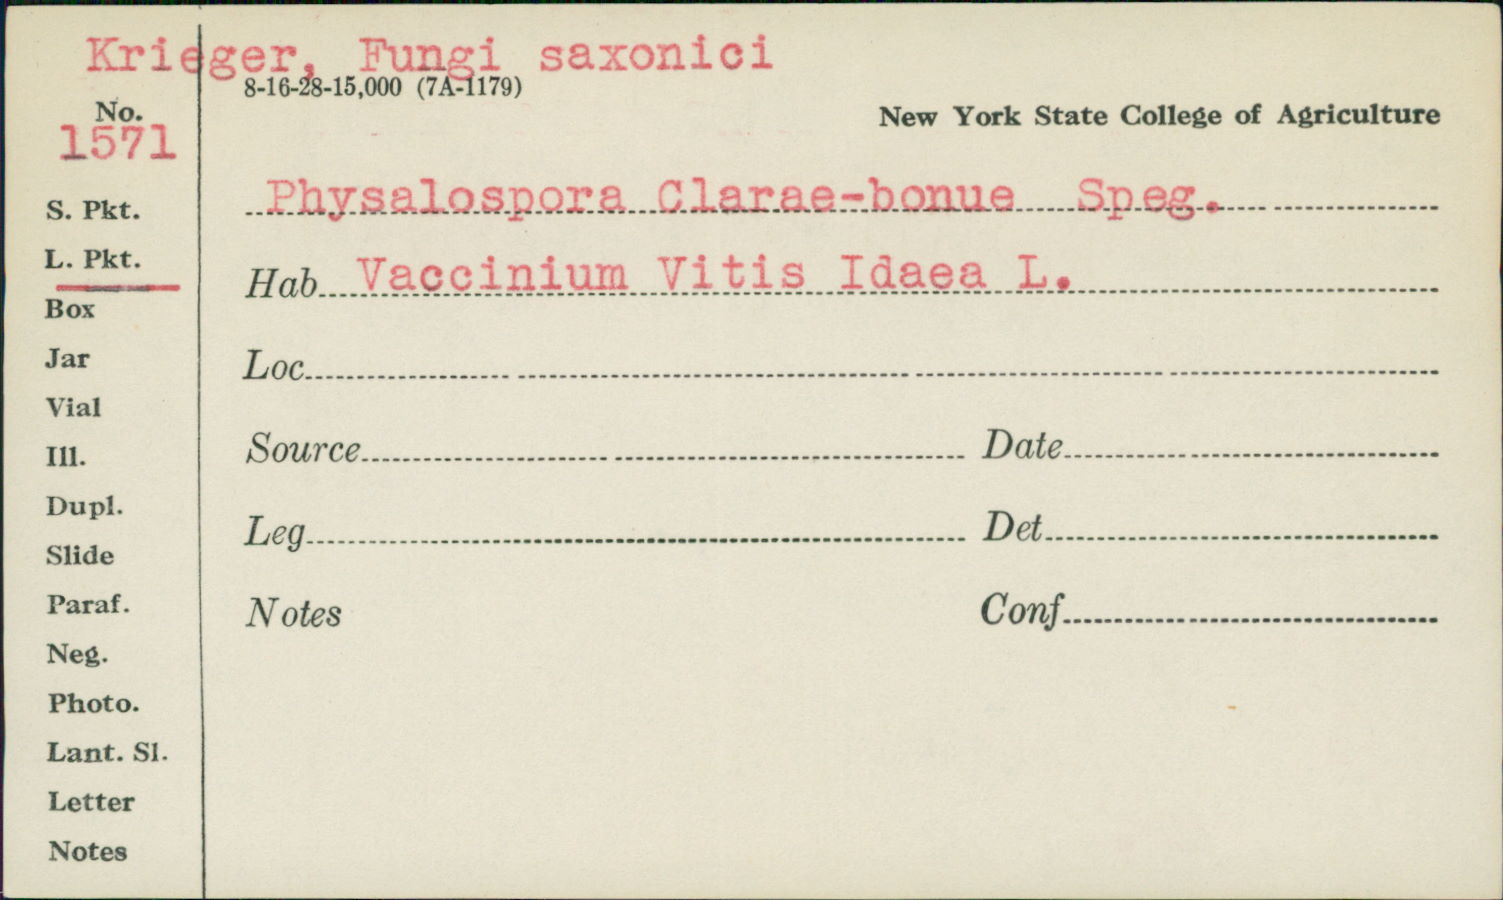 Krieger, Fungi saxonici
8-16-28-15,000 (7A-1179)
No.
1571
New York State College of Agriculture
Physalospora Clarae-bonue Speg.
Hab. Vaccinium Vitis Idaea L.
Loc.
Source
Date
Leg.
Det.
Notes
Conf.
S. Pkt.
L. Pkt.
Box
Jar
Vial
Ill.
Dupl.
Slide
Paraf.
Neg.
Photo.
Lant. Sl.
Letter
Notes